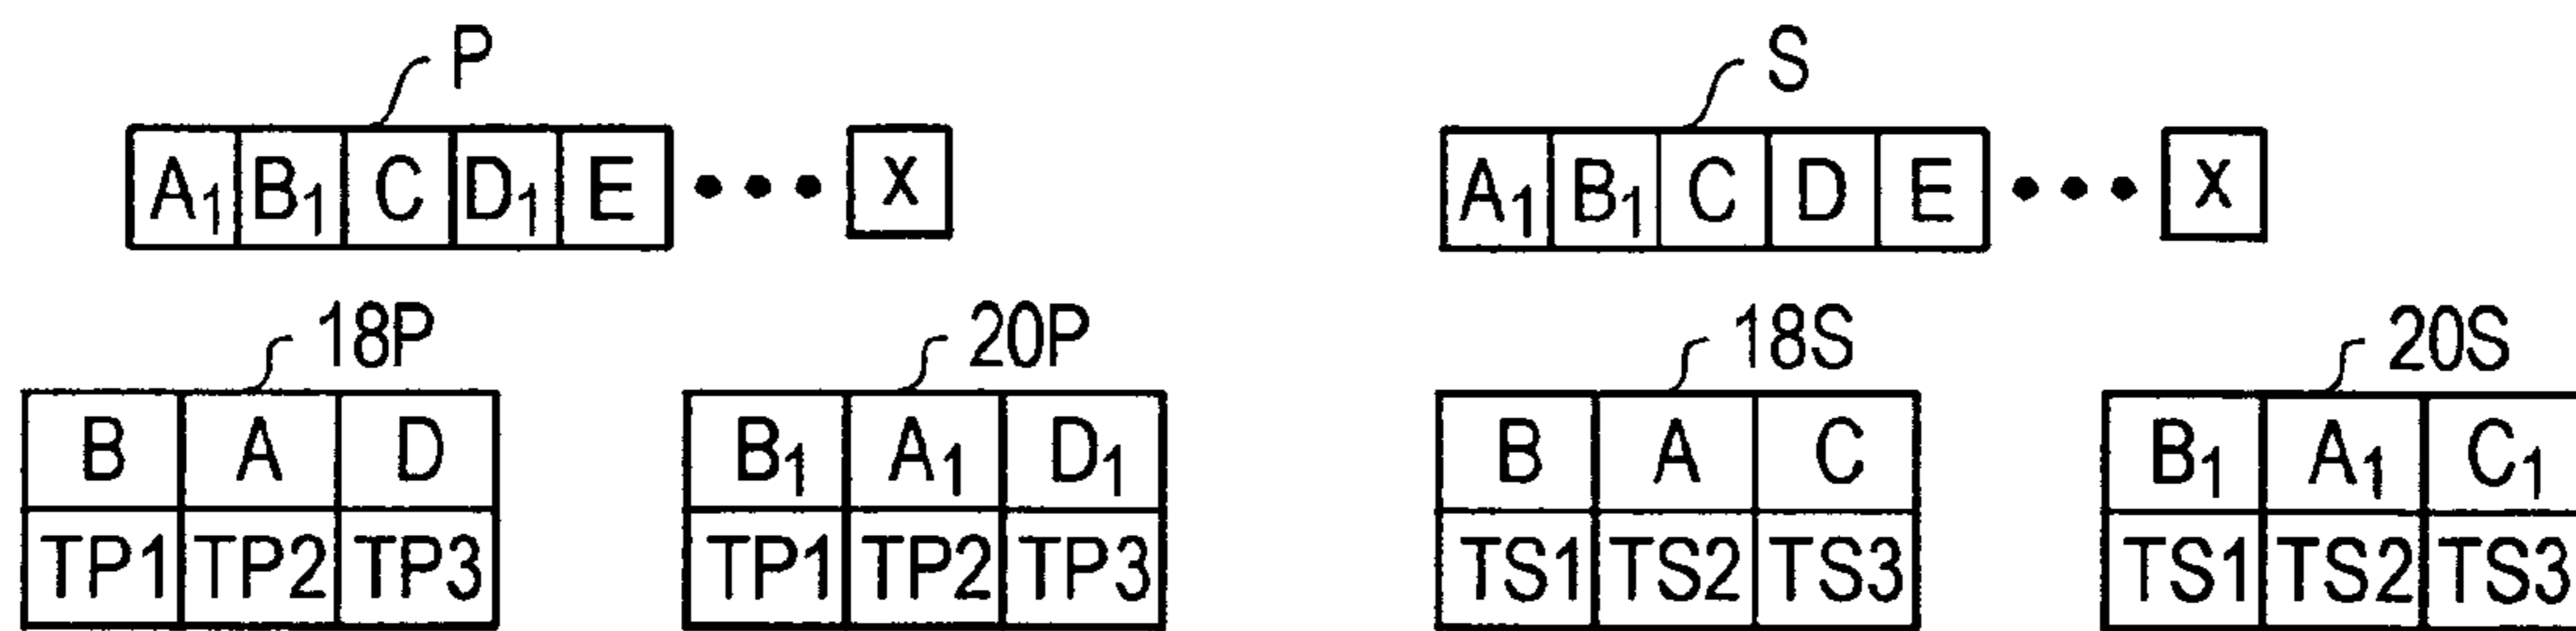 P S
A₁ B₁ C D₁ E ••• X A₁ B₁ C D E ••• X
18P 20P 18S 20S
B A D B₁ A₁ D₁ B A C B₁ A₁ C₁
TP1 TP2 TP3 TP1 TP2 TP3 TS1 TS2 TS3 TS1 TS2 TS3